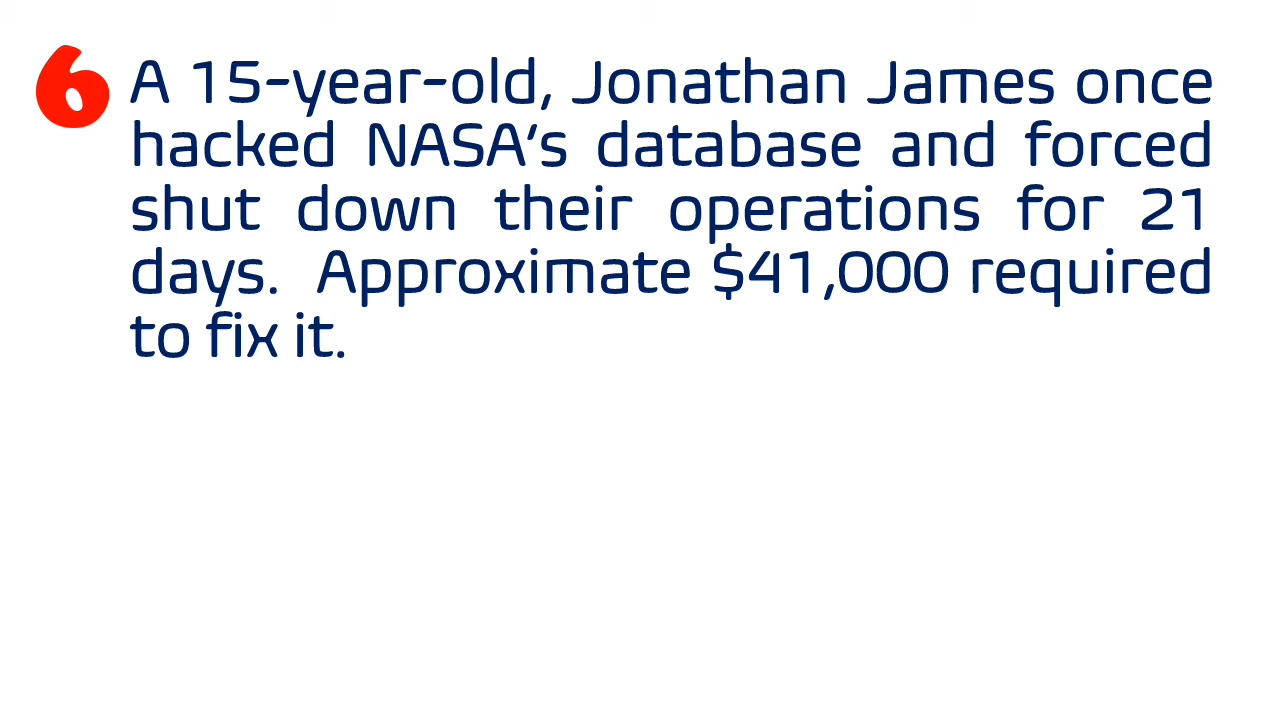 6 A 15-year-old, Jonathan James once
hacked NASA's database and forced
shut down their operations for 21
days.  Approximate $41,000 required
to fix it.